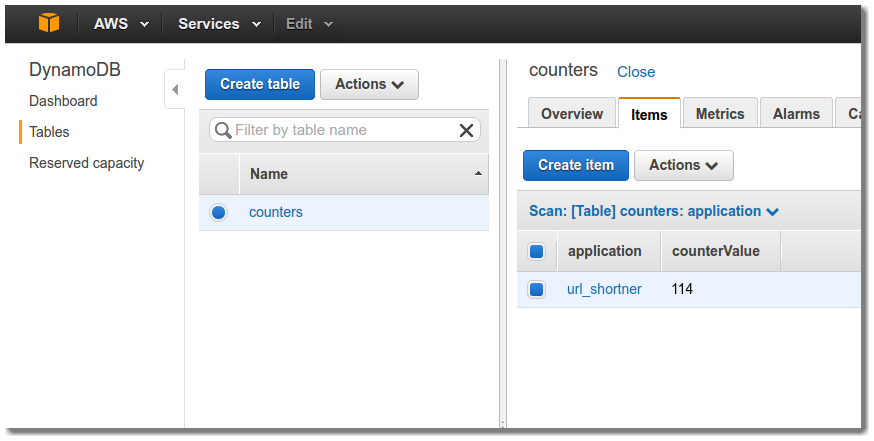 AWS Services Edit
DynamoDB
Dashboard
Tables
Reserved capacity
Create table Actions
Filter by table name
Name
counters
counters Close
Overview Items Metrics Alarms Ca
Create item Actions
Scan: [Table] counters: application
application counterValue
url_shortner 114